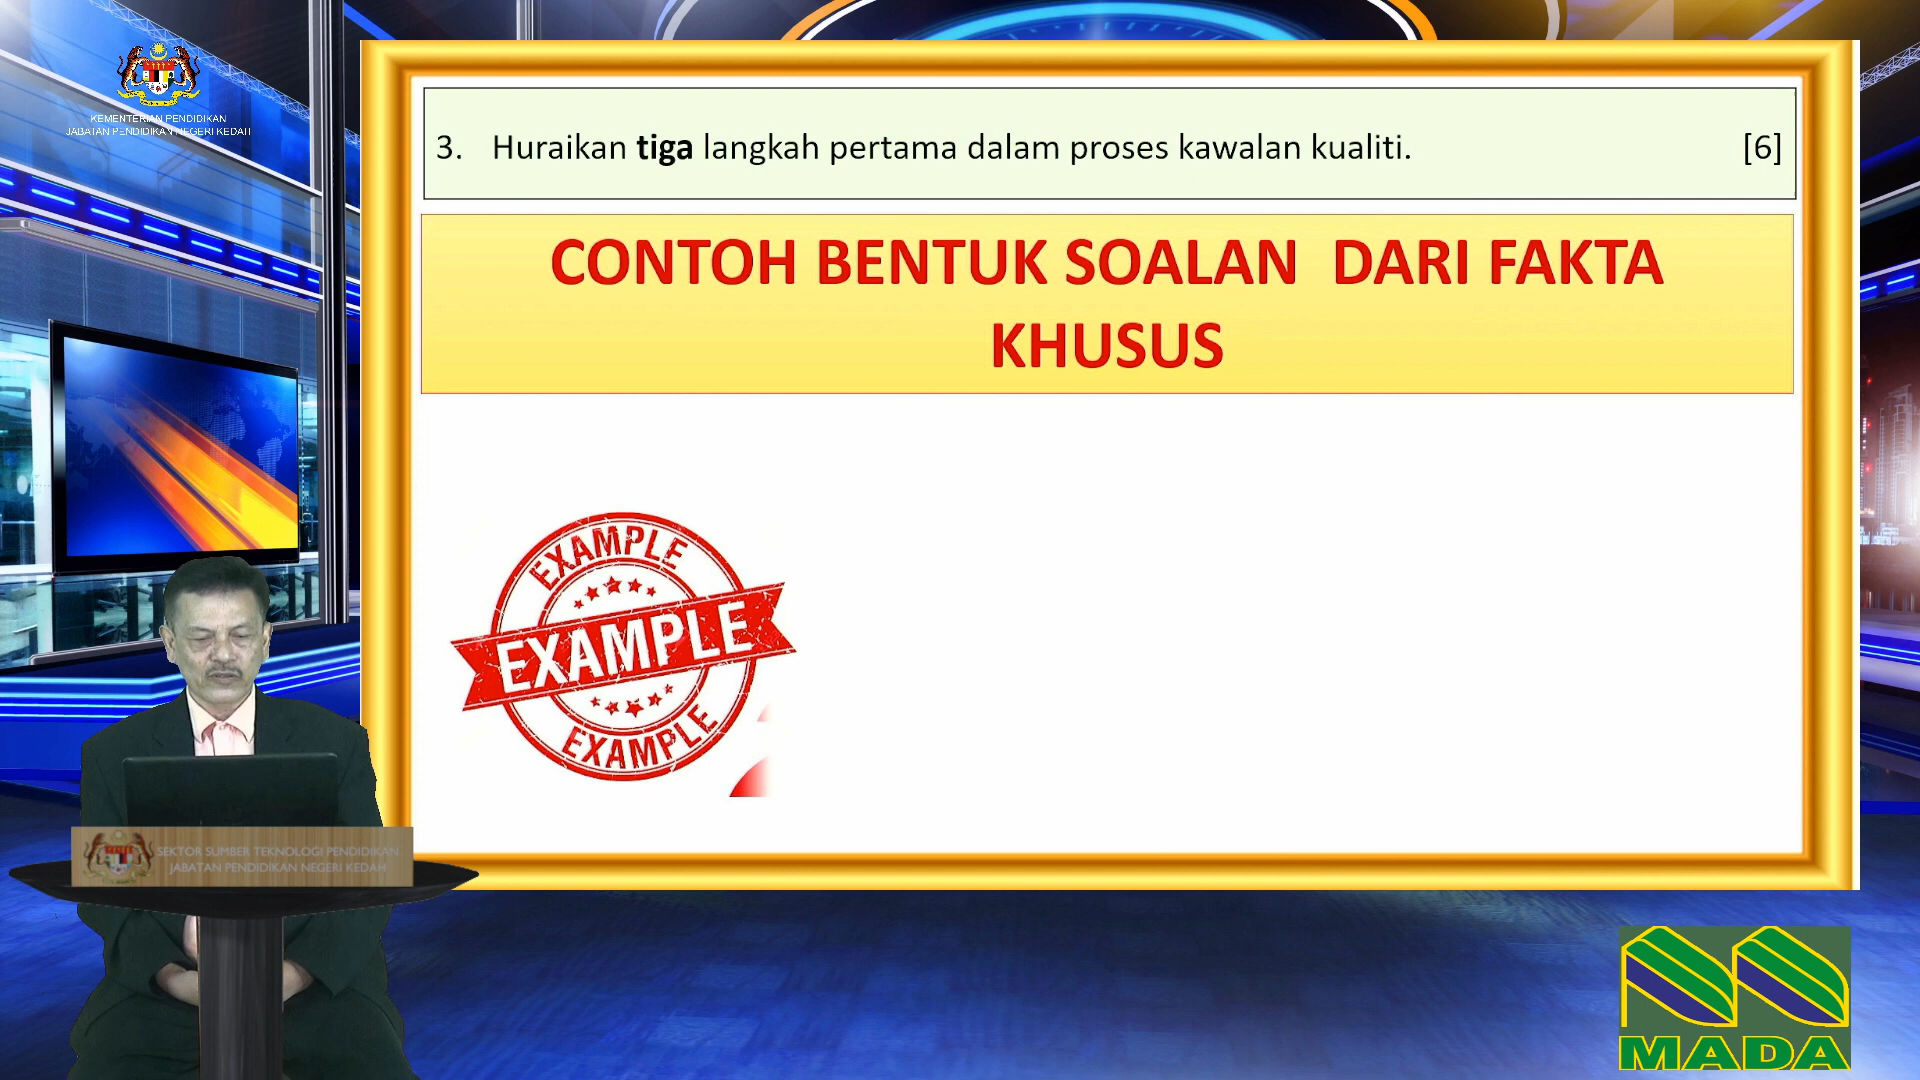 KEMENTERIAN PENDIDIKAN
JABATAN PENDIDIKAN NEGERI KEDAH
3. Huraikan tiga langkah pertama dalam proses kawalan kualiti. [6]
CONTOH BENTUK SOALAN DARI FAKTA
KHUSUS
EXAMPLE
EXAMPLE
EXAMPLE
SEKTOR SUMBER TEKNOLOGI PENDIDIKAN
JABATAN PENDIDIKAN NEGERI KEDAH
MADA